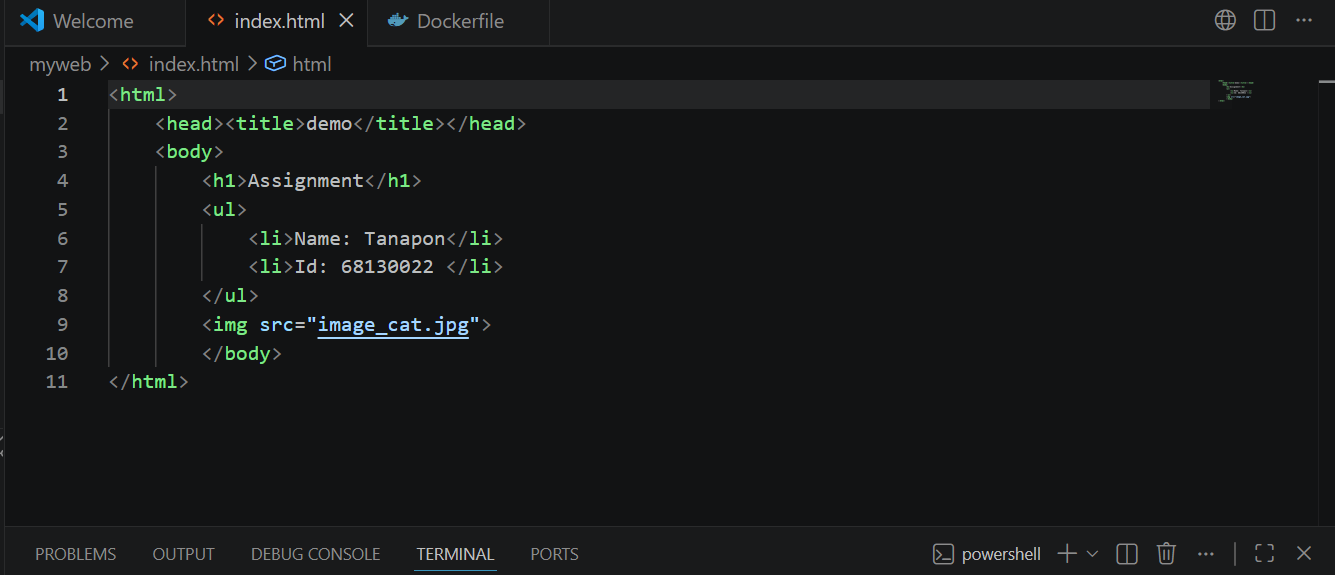 Welcome index.html Dockerfile
myweb > index.html > html
1 <html>
2 <head><title>demo</title></head>
3 <body>
4 <h1>Assignment</h1>
5 <ul>
6 <li>Name: Tanapon</li>
7 <li>Id: 68130022 </li>
8 </ul>
9 <img src="image_cat.jpg">
10 </body>
11 </html>
PROBLEMS OUTPUT DEBUG CONSOLE TERMINAL PORTS powershell